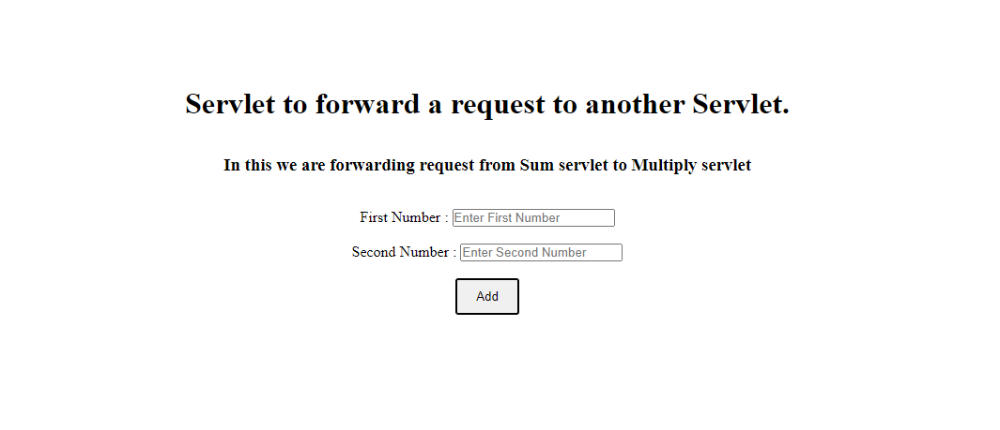 Servlet to forward a request to another Servlet.
In this we are forwarding request from Sum servlet to Multiply servlet
First Number : Enter First Number
Second Number : Enter Second Number
Add